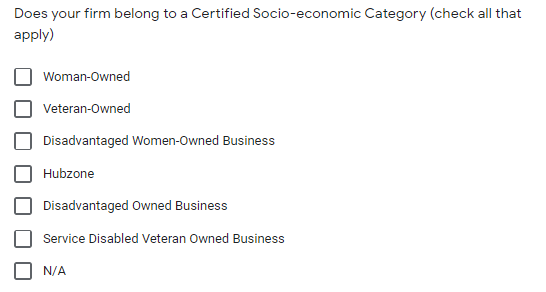 Does your firm belong to a Certified Socio-economic Category (check all that
apply)
Woman-Owned
Veteran-Owned
Disadvantaged Women-Owned Business
Hubzone
Disadvantaged Owned Business
Service Disabled Veteran Owned Business
N/A